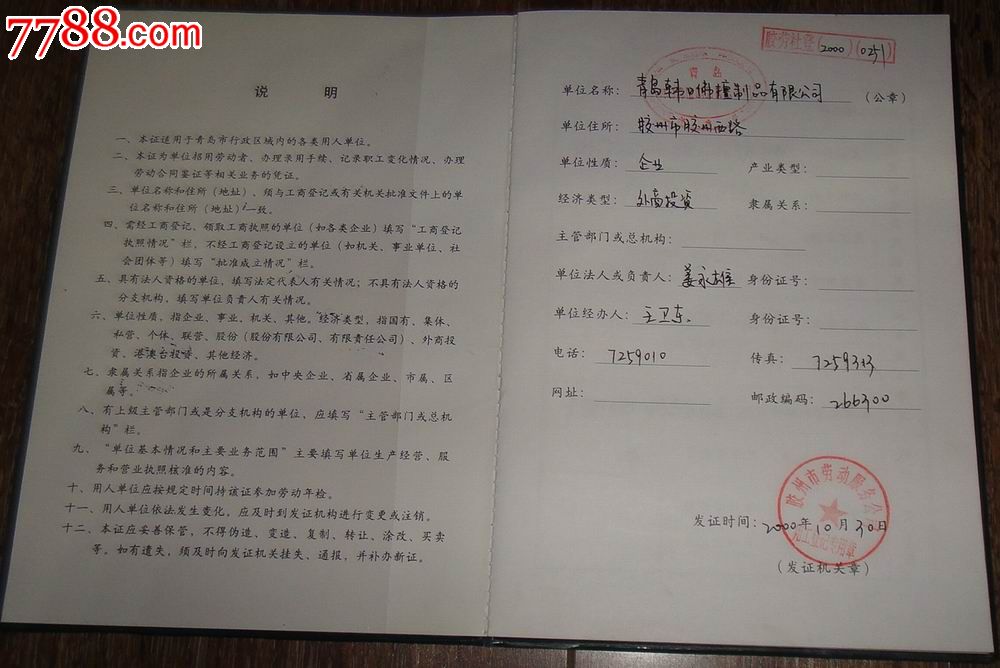 7788.com
说 明
一、本证适用于青岛市行政区域内的各类用人单位。
二、本证为单位招用劳动者、办理录用手续、记录职工变化情况、办理
劳动合同鉴证等相关业务的凭证。
三、单位名称和住所（地址）、须与工商登记或有关机关批准文件上的单
位名称和住所（地址）一致。
四、需经工商登记、领取工商执照的单位（如各类企业）填写“工商登记
执照情况”栏，不经工商登记设立的单位（如机关、事业单位、社
会团体等）填写“批准成立情况”栏。
五、具有法人资格的单位，填写法定代表人有关情况；不具有法人资格的
分支机构，填写单位负责人有关情况。
六、单位性质，指企业、事业、机关、其他。经济类型，指国有、集体、
私营、个体、联营、股份（股份有限公司、有限责任公司）、外商投
资、港澳台投资、其他经济。
七、隶属关系指企业的所属关系，如中央企业、省属企业、市属、区
属等。
八、有上级主管部门或是分支机构的单位、应填写“主管部门或总机
构”栏。
九、“单位基本情况和主要业务范围”主要填写单位生产经营、服
务和营业执照核准的内容。
十、用人单位应按规定时间持该证参加劳动年检。
十一、用人单位依法发生变化，应及时到发证机构进行变更或注销。
十二、本证应妥善保管，不得伪造、变造、复制、转让、涂改、买卖
等。如有遗失，须及时向发证机关挂失、通报，并补办新证。
胶劳社登(2000)(0251)
青岛
单位名称：青岛韩日佛檀制品有限公司（公章）
单位住所：胶州市胶州西路
单位性质：企业 产业类型：
经济类型：外商投资 隶属关系：
主管部门或总机构：
单位法人或负责人：姜永雄 身份证号：
单位经办人：王卫东 身份证号：
电话：7259010 传真：7259313
网址： 邮政编码：266300
胶州市劳动服务公
用工登记专用章
发证时间：2000年10月30日
（发证机关章）